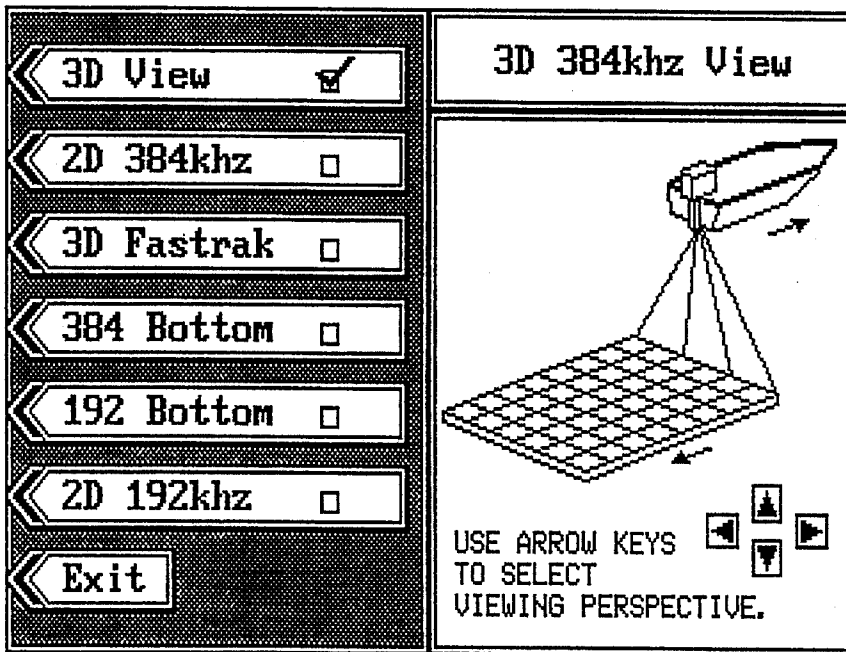 3D View
2D 384khz
3D Fastrak
384 Bottom
192 Bottom
2D 192khz
Exit
3D 384khz View
USE ARROW KEYS
TO SELECT
VIEWING PERSPECTIVE.